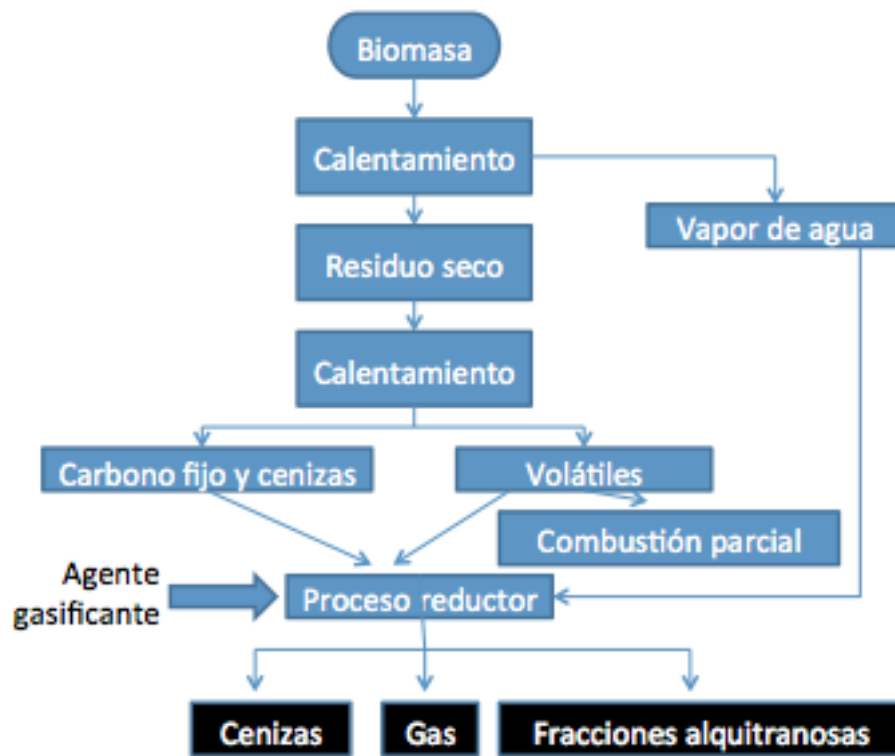 Biomasa
Calentamiento
Vapor de agua
Residuo seco
Calentamiento
Carbono fijo y cenizas
Volátiles
Combustión parcial
Agente
gasificante
Proceso reductor
Cenizas
Gas
Fracciones alquitranosas